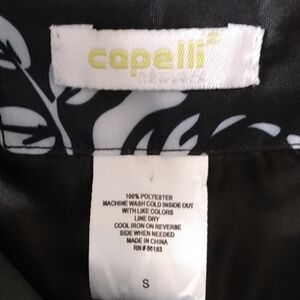 capelli
100% POLYESTER
MACHINE WASH COLD INSIDE OUT
WITH LIKE COLORS
LINE DRY
COOL IRON ON REVERSE
SIDE WHEN NEEDED
MADE IN CHINA
RN# 86183
S